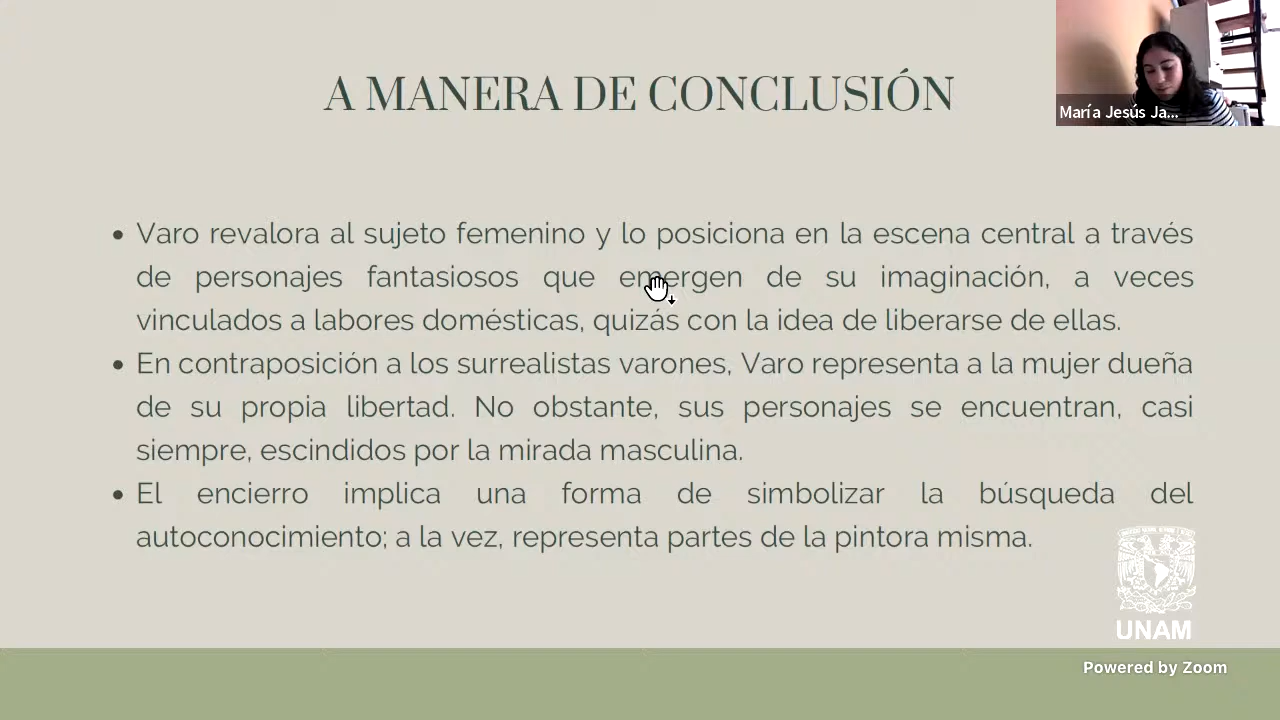 A MANERA DE CONCLUSIÓN
María Jesús Ja...
• Varo revalora al sujeto femenino y lo posiciona en la escena central a través
de personajes fantasiosos que emergen de su imaginación, a veces
vinculados a labores domésticas, quizás con la idea de liberarse de ellas.
• En contraposición a los surrealistas varones, Varo representa a la mujer dueña
de su propia libertad. No obstante, sus personajes se encuentran, casi
siempre, escindidos por la mirada masculina.
• El encierro implica una forma de simbolizar la búsqueda del
autoconocimiento; a la vez, representa partes de la pintora misma.
UNAM
Powered by Zoom